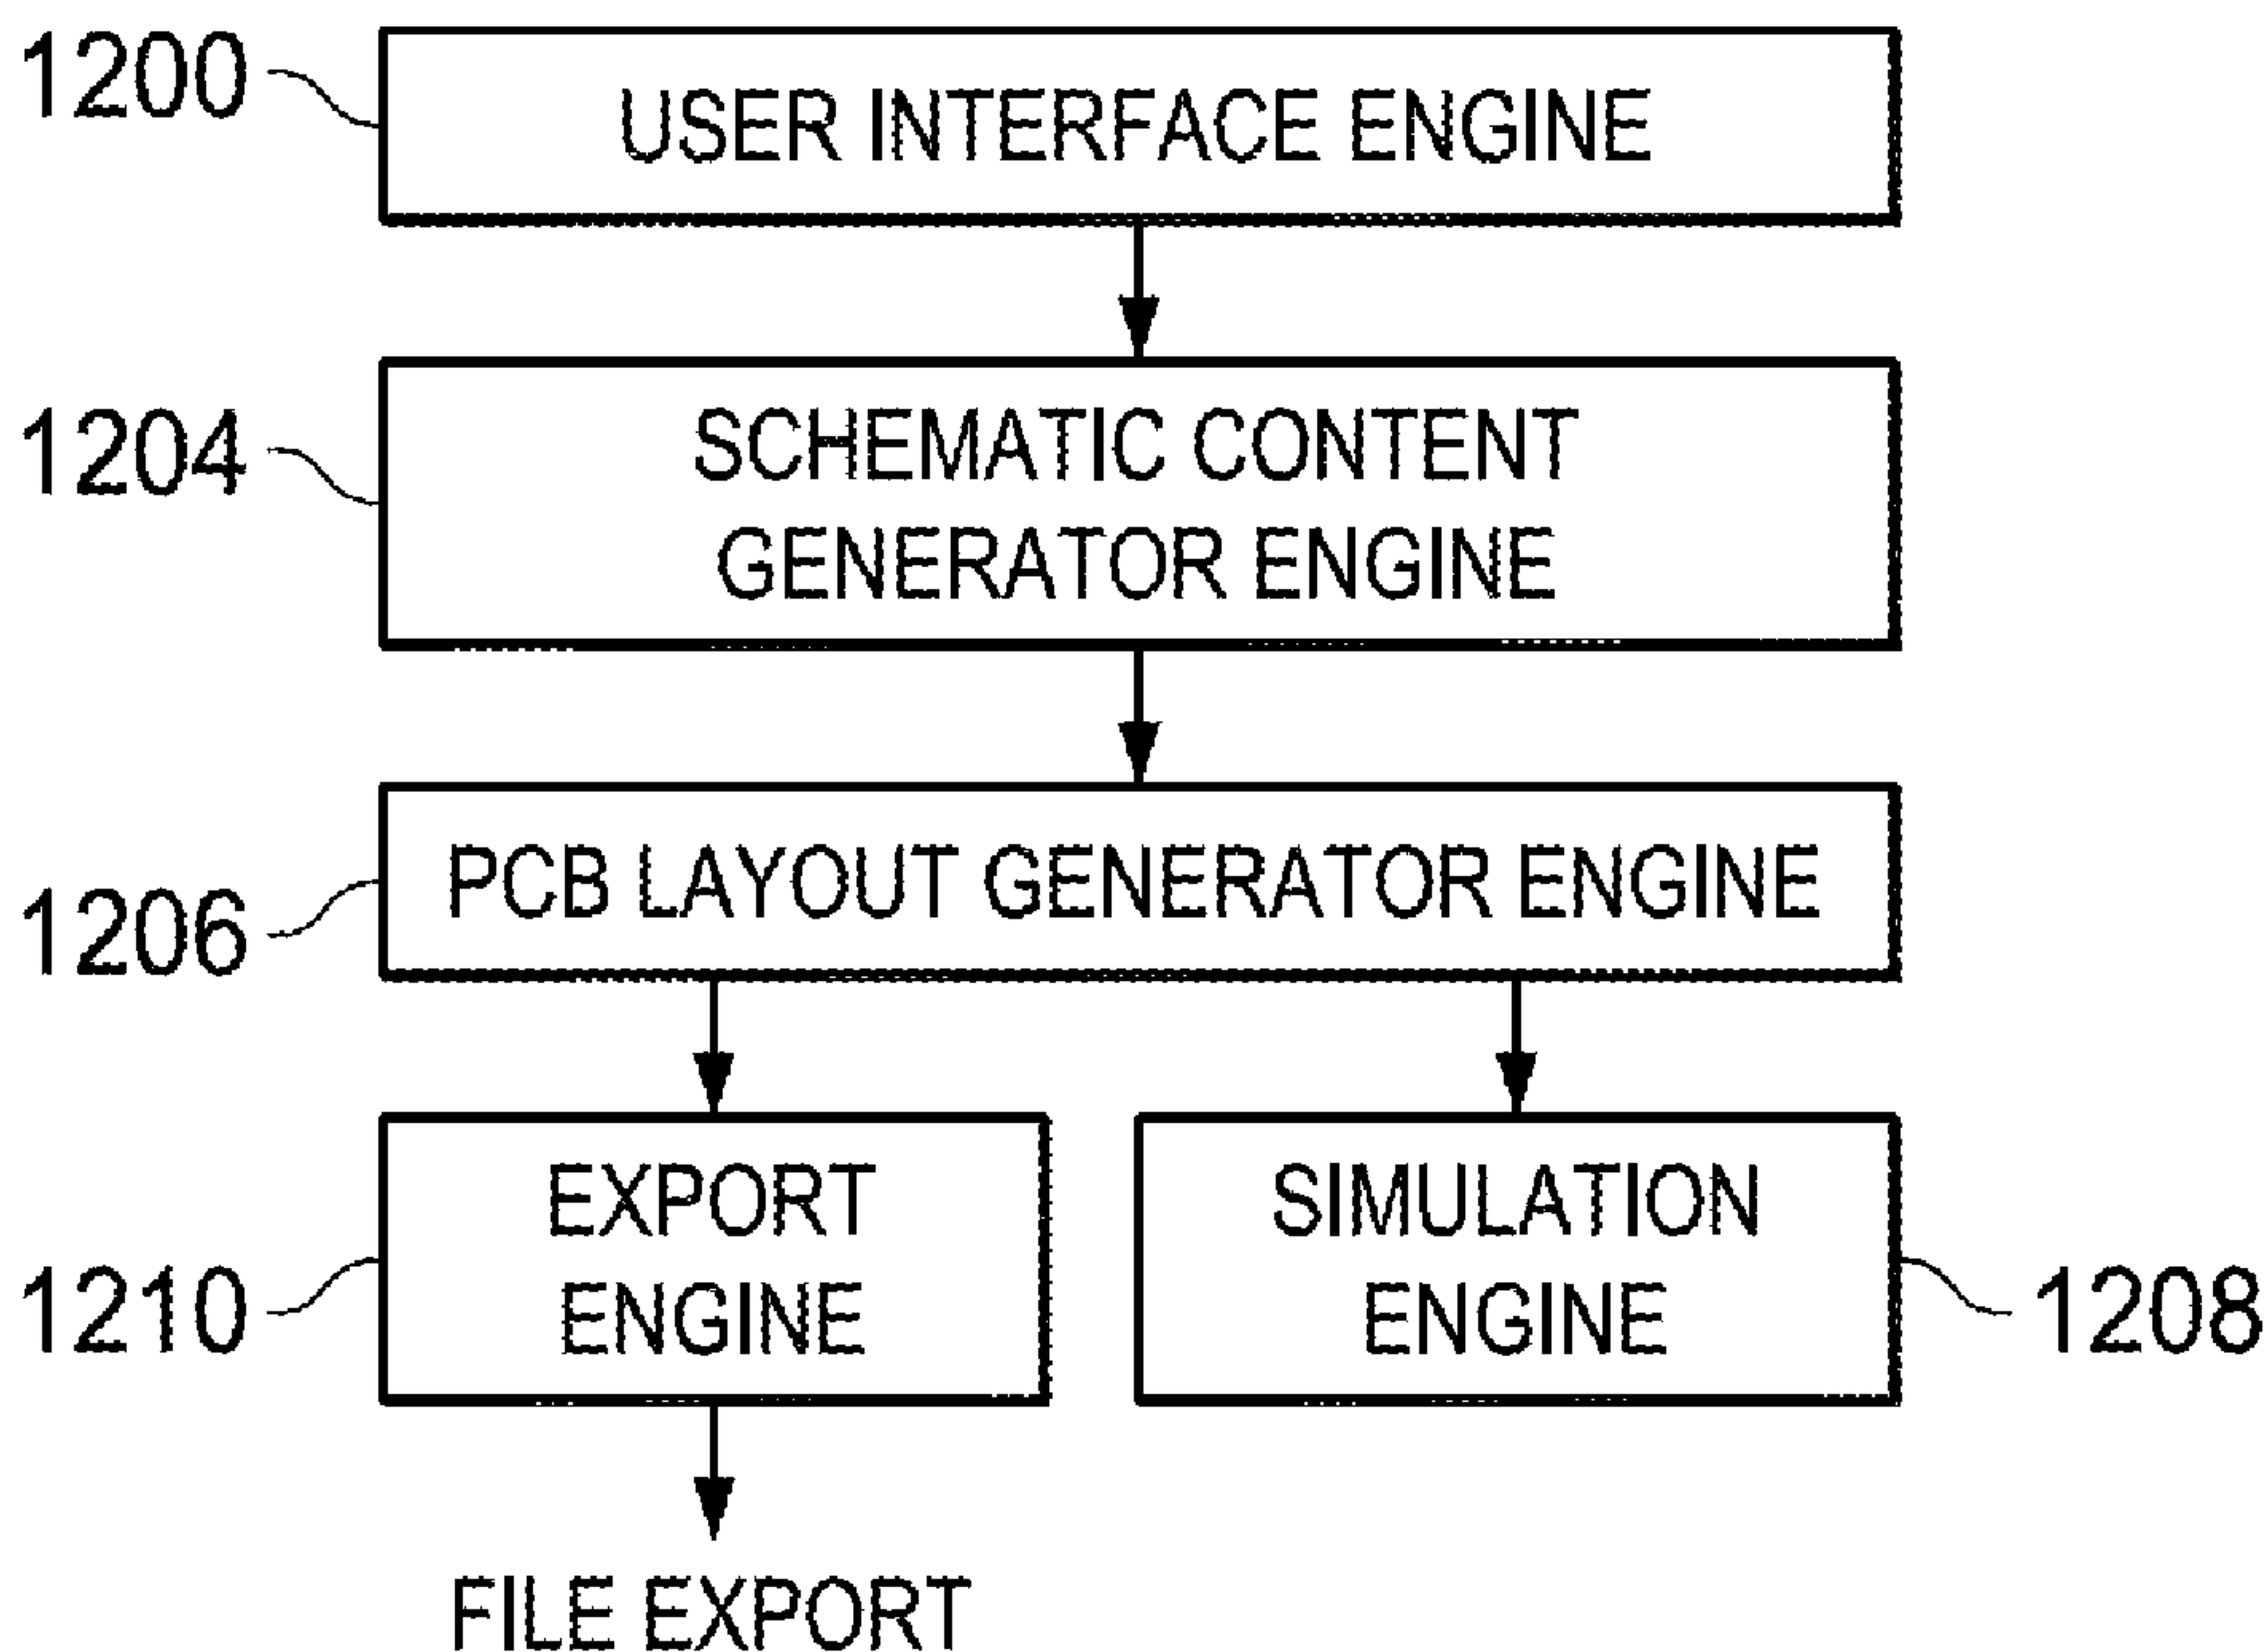 1200
USER INTERFACE ENGINE
1204
SCHEMATIC CONTENT
GENERATOR ENGINE
1206
PCB LAYOUT GENERATOR ENGINE
1210
EXPORT
ENGINE
SIMULATION
ENGINE
1208
FILE EXPORT